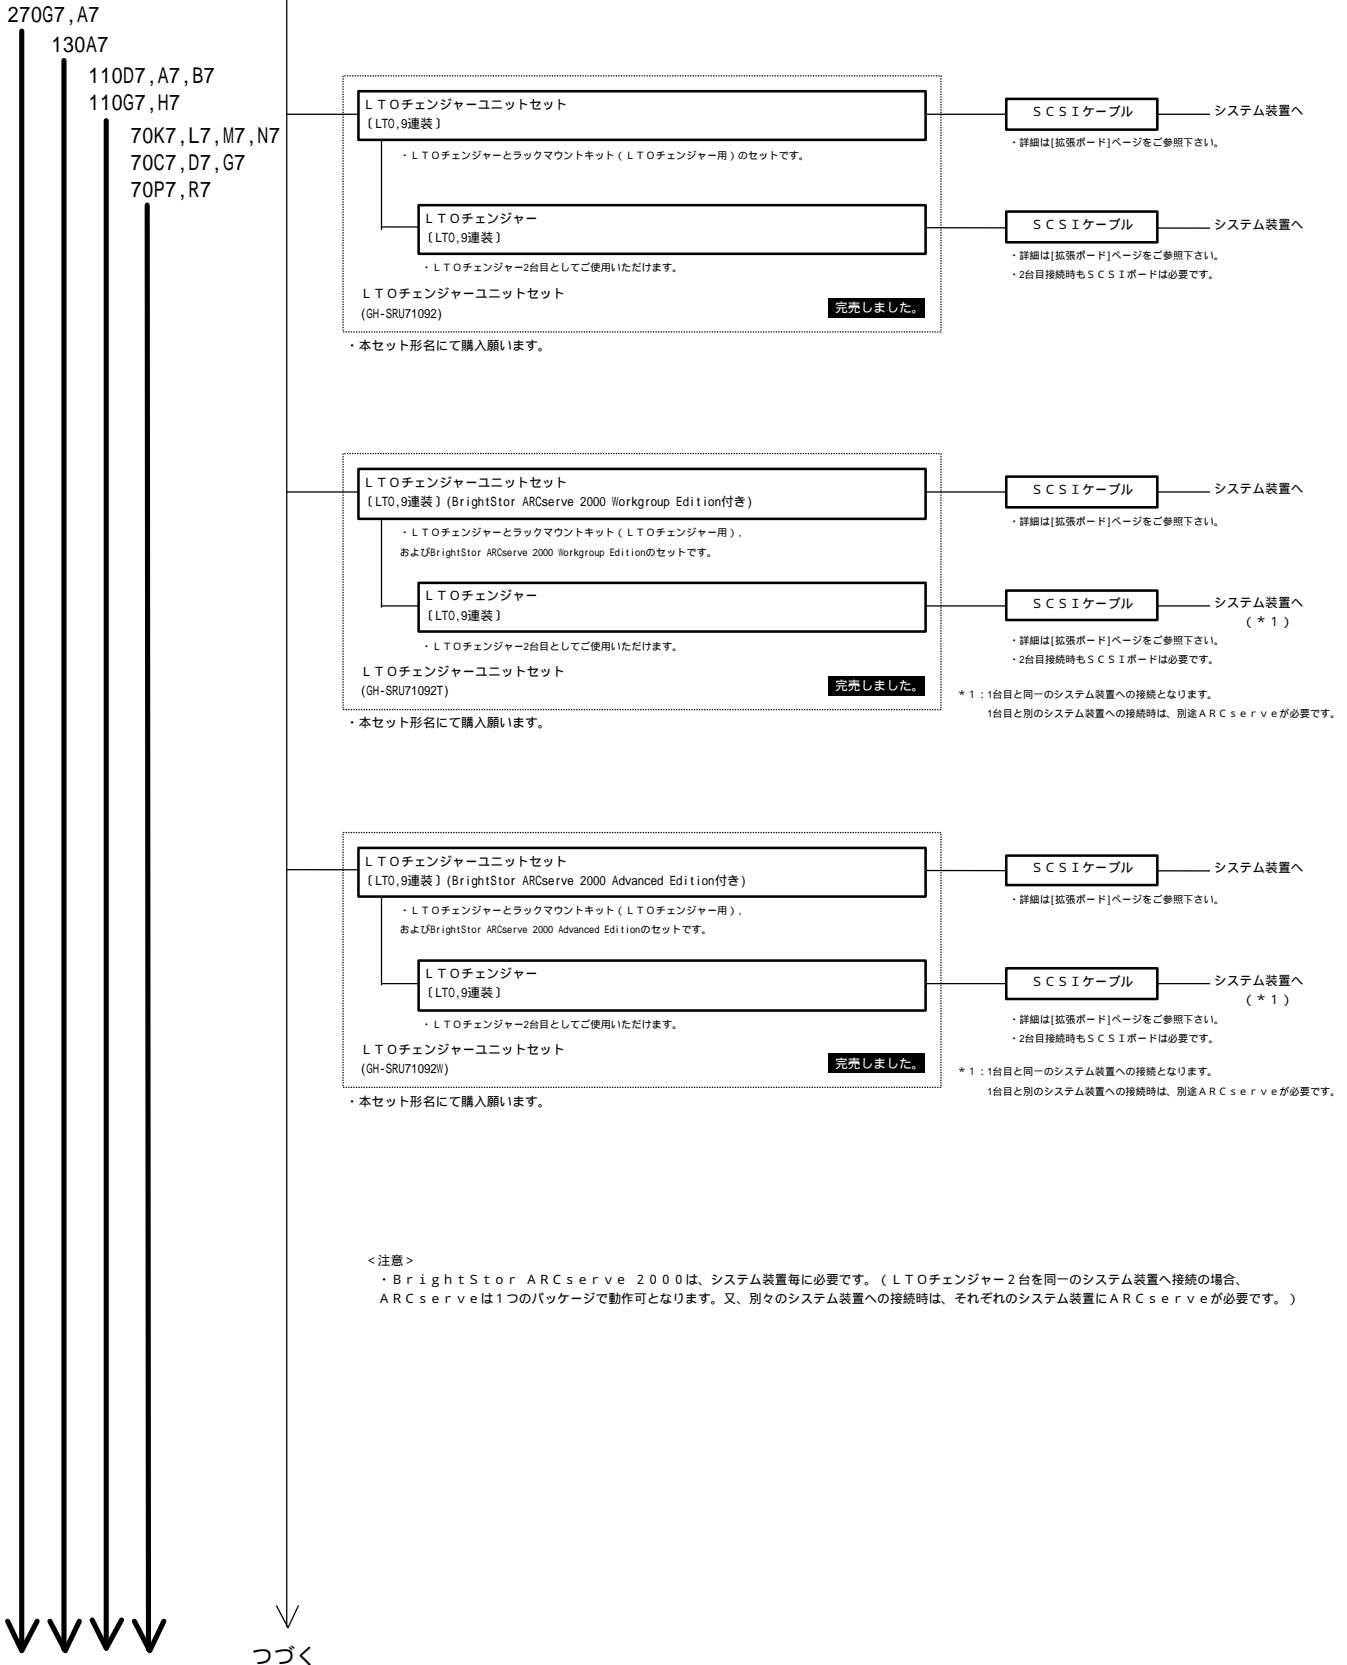 270G7,A7
130A7
110D7,A7,B7
110G7,H7
70K7,L7,M7,N7
70C7,D7,G7
70P7,R7
ＬＴＯチェンジャーユニットセット
〔LTO,9連装〕
・ＬＴＯチェンジャーとラックマウントキット（ＬＴＯチェンジャー用）のセットです。
ＳＣＳＩケーブル
システム装置へ
・詳細は[拡張ボード]ページをご参照下さい。
ＬＴＯチェンジャー
〔LTO,9連装〕
・ＬＴＯチェンジャー2台目としてご使用いただけます。
ＳＣＳＩケーブル
システム装置へ
・詳細は[拡張ボード]ページをご参照下さい。
・2台目接続時もＳＣＳＩボードは必要です。
ＬＴＯチェンジャーユニットセット
(GH-SRU71092)
完売しました。
・本セット形名にて購入願います。
ＬＴＯチェンジャーユニットセット
〔LTO,9連装〕(BrightStor ARCserve 2000 Workgroup Edition付き)
・ＬＴＯチェンジャーとラックマウントキット（ＬＴＯチェンジャー用）,
およびBrightStor ARCserve 2000 Workgroup Editionのセットです。
ＳＣＳＩケーブル
システム装置へ
・詳細は[拡張ボード]ページをご参照下さい。
ＬＴＯチェンジャー
〔LTO,9連装〕
・ＬＴＯチェンジャー2台目としてご使用いただけます。
ＳＣＳＩケーブル
システム装置へ
（＊１）
・詳細は[拡張ボード]ページをご参照下さい。
・2台目接続時もＳＣＳＩボードは必要です。
ＬＴＯチェンジャーユニットセット
(GH-SRU71092T)
完売しました。
＊１：1台目と同一のシステム装置への接続となります。
1台目と別のシステム装置への接続時は、別途ＡＲＣｓｅｒｖｅが必要です。
・本セット形名にて購入願います。
ＬＴＯチェンジャーユニットセット
〔LTO,9連装〕(BrightStor ARCserve 2000 Advanced Edition付き)
・ＬＴＯチェンジャーとラックマウントキット（ＬＴＯチェンジャー用）,
およびBrightStor ARCserve 2000 Advanced Editionのセットです。
ＳＣＳＩケーブル
システム装置へ
・詳細は[拡張ボード]ページをご参照下さい。
ＬＴＯチェンジャー
〔LTO,9連装〕
・ＬＴＯチェンジャー2台目としてご使用いただけます。
ＳＣＳＩケーブル
システム装置へ
（＊１）
・詳細は[拡張ボード]ページをご参照下さい。
・2台目接続時もＳＣＳＩボードは必要です。
ＬＴＯチェンジャーユニットセット
(GH-SRU71092W)
完売しました。
＊１：1台目と同一のシステム装置への接続となります。
1台目と別のシステム装置への接続時は、別途ＡＲＣｓｅｒｖｅが必要です。
・本セット形名にて購入願います。
＜注意＞
・ＢｒｉｇｈｔＳｔｏｒ ＡＲＣｓｅｒｖｅ ２０００は、システム装置毎に必要です。（ＬＴＯチェンジャー２台を同一のシステム装置へ接続の場合、
ＡＲＣｓｅｒｖｅは１つのパッケージで動作可となります。又、別々のシステム装置への接続時は、それぞれのシステム装置にＡＲＣｓｅｒｖｅが必要です。）
つづく